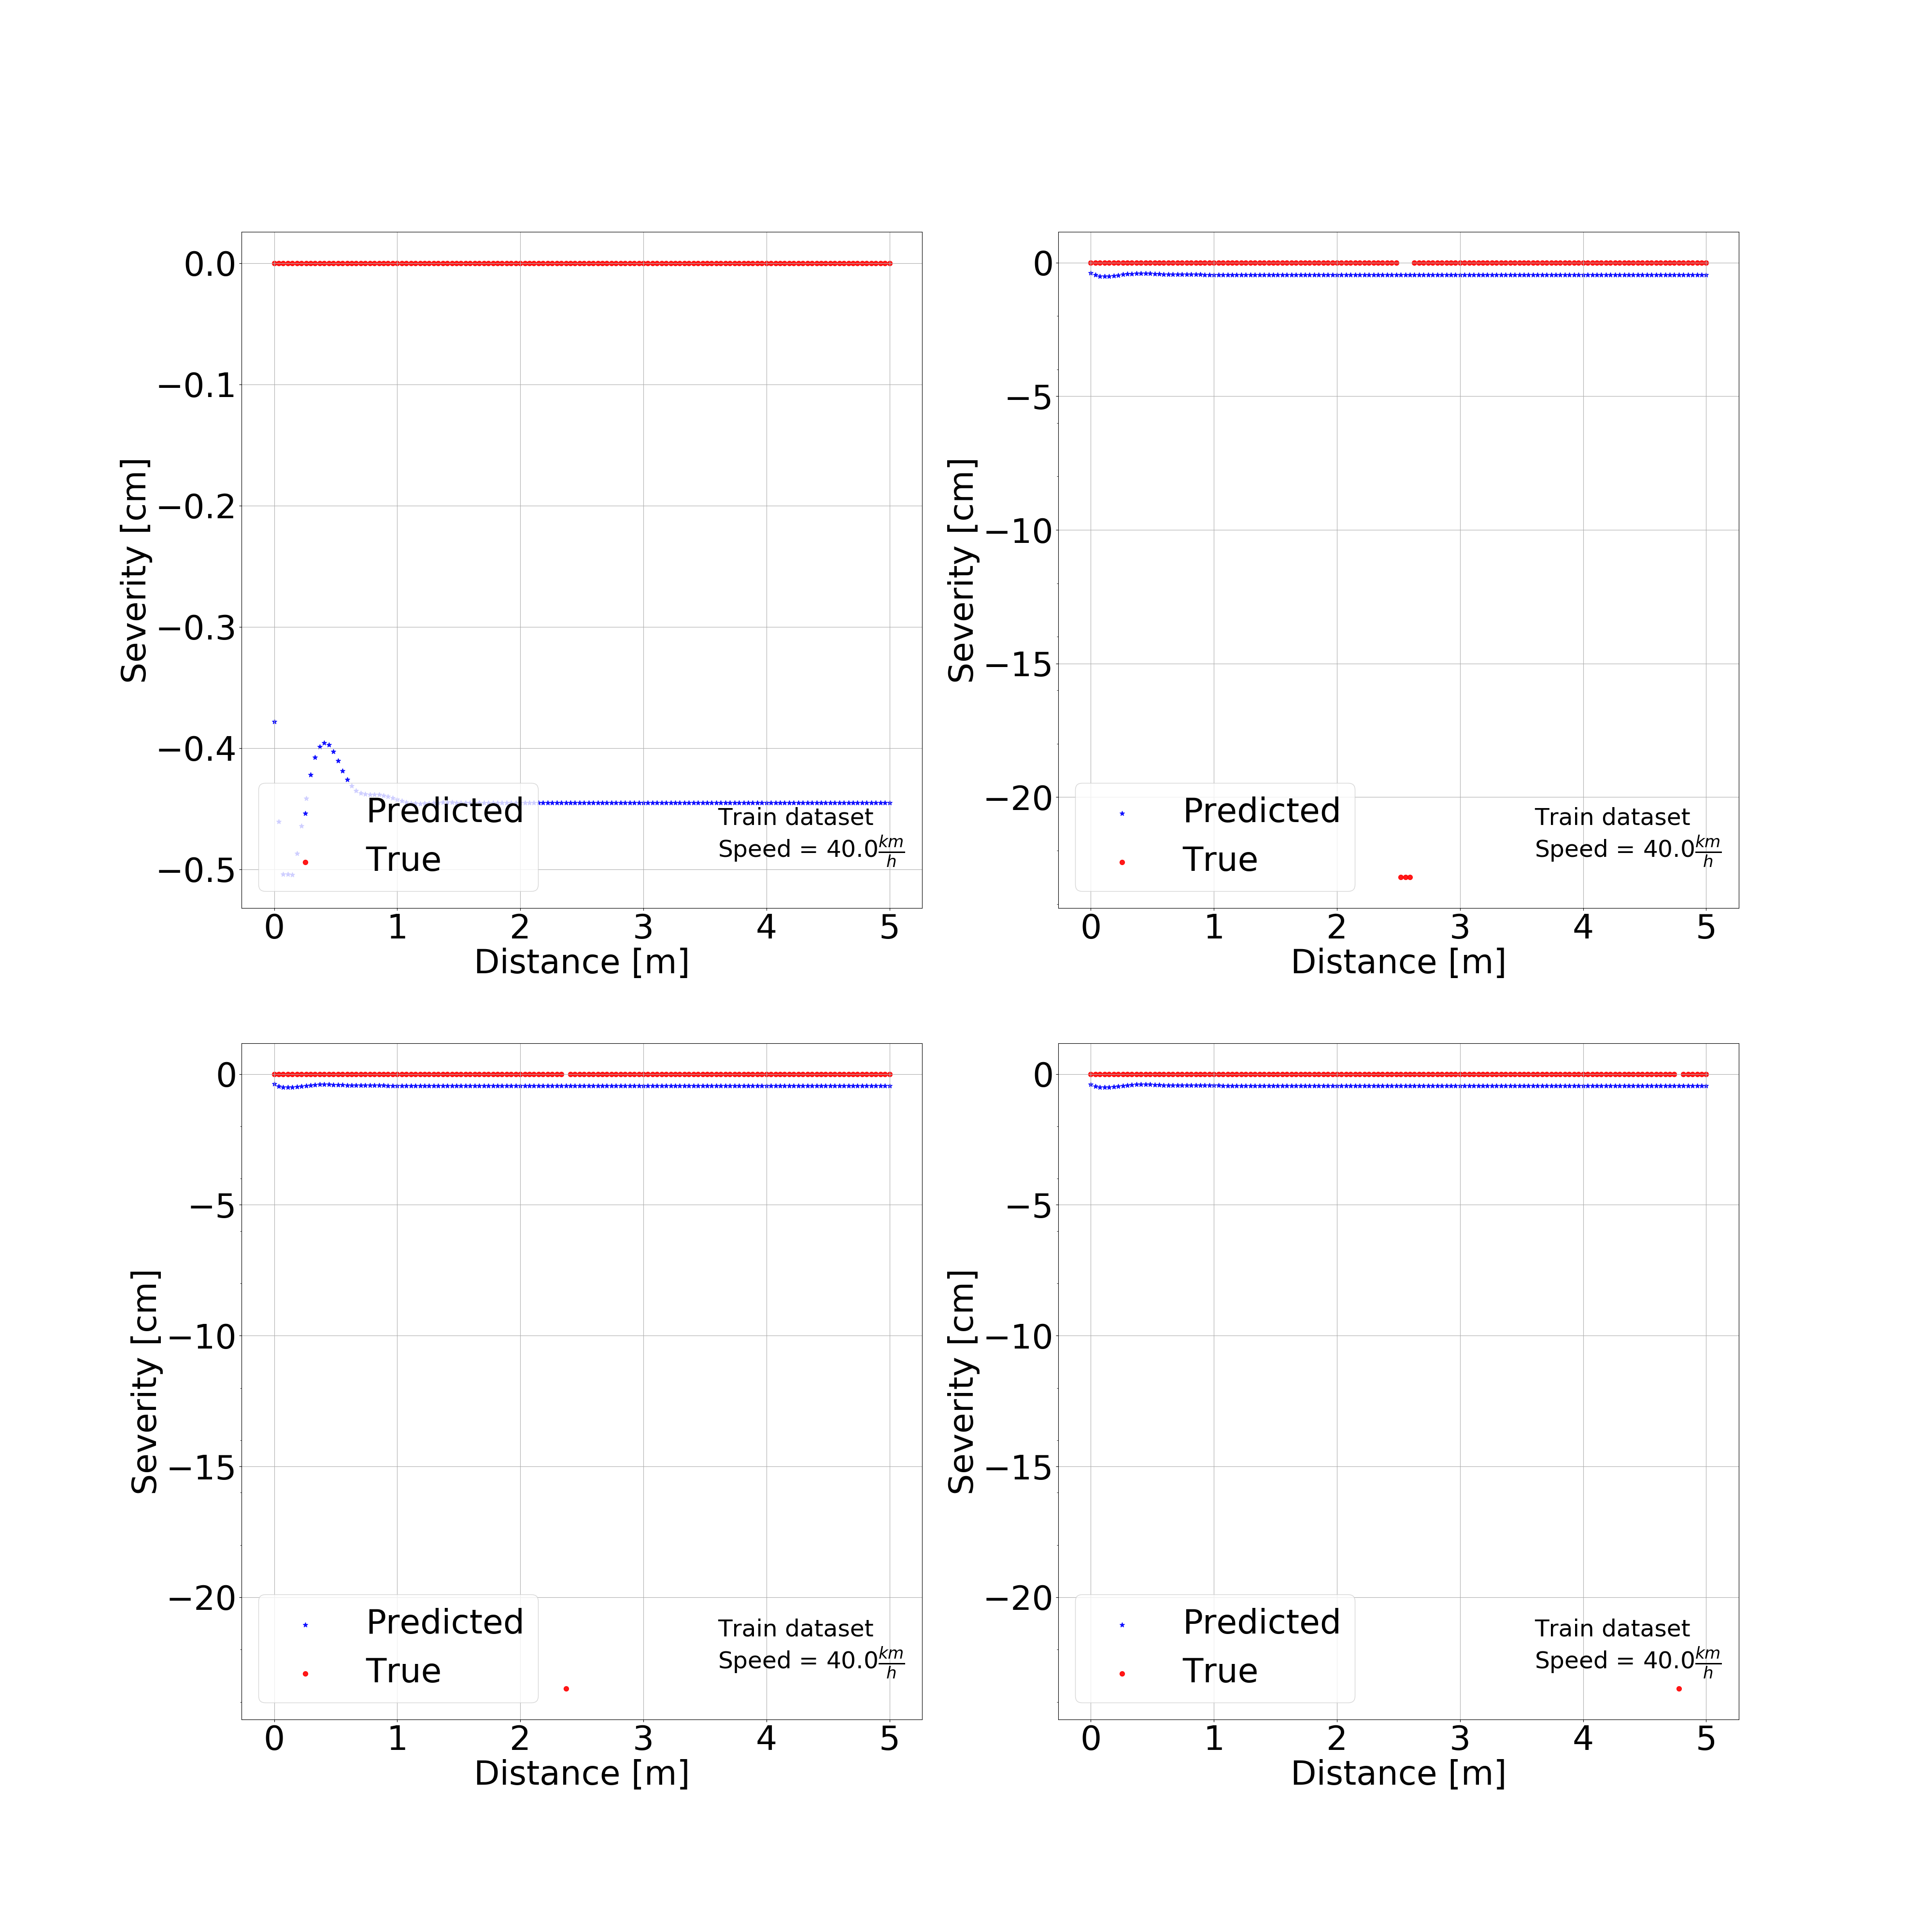 0.0
−0.1
−0.2
−0.3
−0.4
−0.5
Severity [cm]
Predicted
True
Train dataset
Speed = 40.0 km/h
0 1 2 3 4 5
Distance [m]
0
−5
−10
−15
−20
Severity [cm]
Predicted
True
Train dataset
Speed = 40.0 km/h
0 1 2 3 4 5
Distance [m]
0
−5
−10
−15
−20
Severity [cm]
Predicted
True
Train dataset
Speed = 40.0 km/h
0 1 2 3 4 5
Distance [m]
0
−5
−10
−15
−20
Severity [cm]
Predicted
True
Train dataset
Speed = 40.0 km/h
0 1 2 3 4 5
Distance [m]